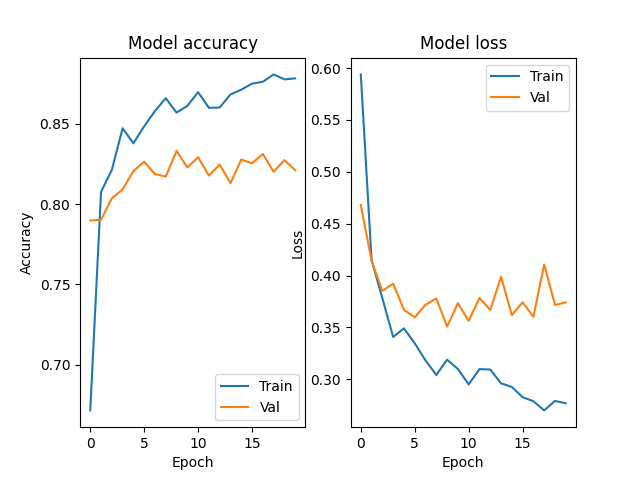 Model accuracy
Accuracy
0.85
0.80
0.75
0.70
0 5 10 15
Epoch
Train
Val
Model loss
Loss
0.60
0.55
0.50
0.45
0.40
0.35
0.30
0 5 10 15
Epoch
Train
Val